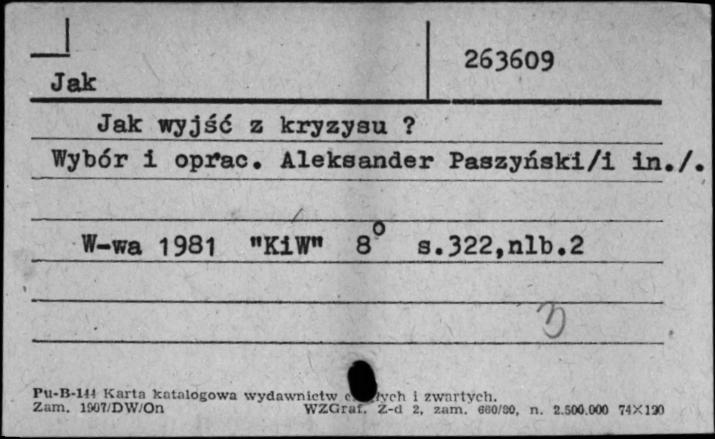 263609
Jak
Jak wyjść z kryzysu ?
Wybór i oprac. Aleksander Paszyński/i in./.
W-wa 1981 "KiW" 8° s.322,nlb.2
3
Pu-B-144 Karta katalogowa wydawnictw i zwartych.
Zam. 1907/DW/On WZGraf. Z-d 2, zam. 660/80, n. 2.500.000 74×120